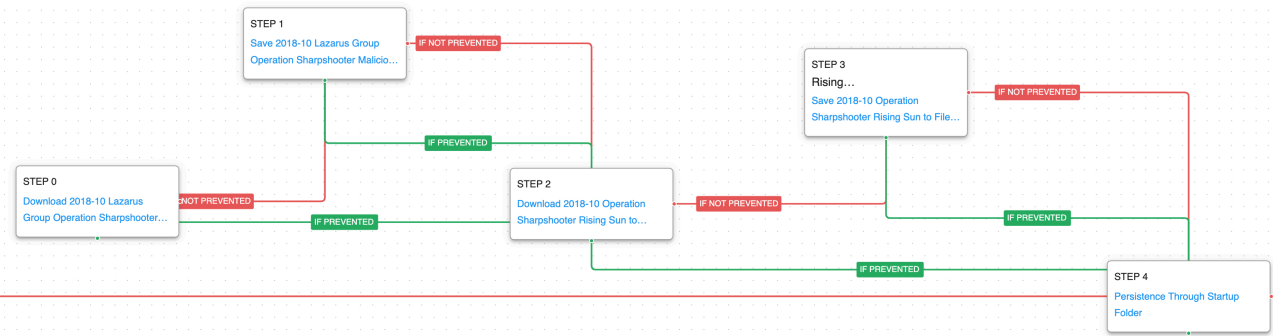 STEP 1
Save 2018-10 Lazarus Group
Operation Sharpshooter Malicio...
IF NOT PREVENTED
STEP 3
Rising...
Save 2018-10 Operation
Sharpshooter Rising Sun to File...
IF NOT PREVENTED
IF PREVENTED
STEP 0
Download 2018-10 Lazarus
Group Operation Sharpshooter...
NOT PREVENTED
IF PREVENTED
STEP 2
Download 2018-10 Operation
Sharpshooter Rising Sun to...
IF NOT PREVENTED
IF PREVENTED
IF PREVENTED
STEP 4
Persistence Through Startup
Folder